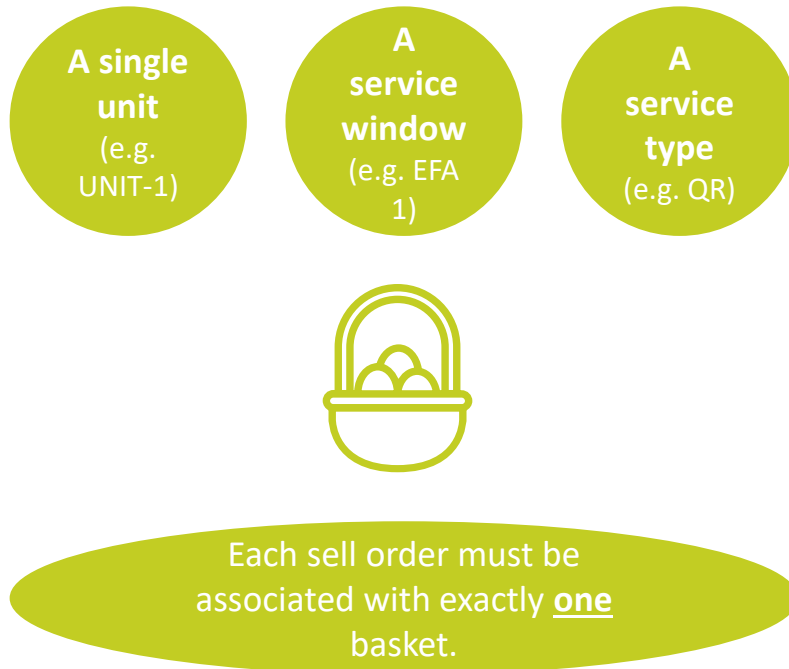 A single
unit
(e.g.
UNIT-1)
A
service
window
(e.g. EFA
1)
A
service
type
(e.g. QR)
Each sell order must be
associated with exactly one
basket.